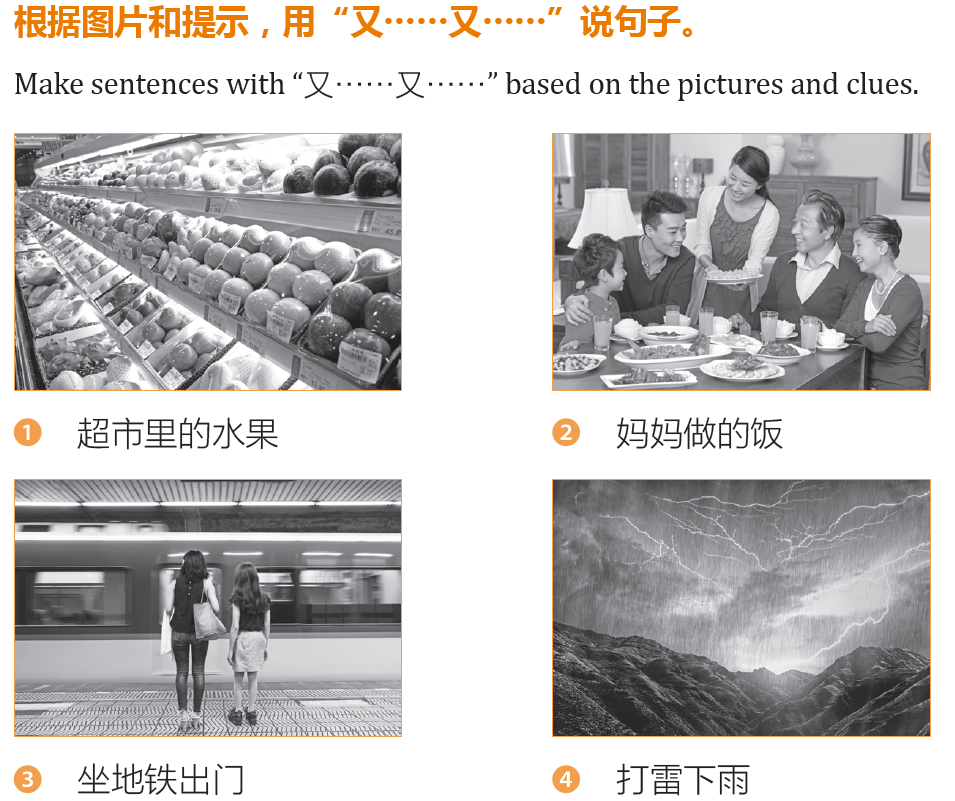 根据图片和提示，用“又……又……”说句子。
Make sentences with “又……又……” based on the pictures and clues.
1 超市里的水果
2 妈妈做的饭
3 坐地铁出门
4 打雷下雨